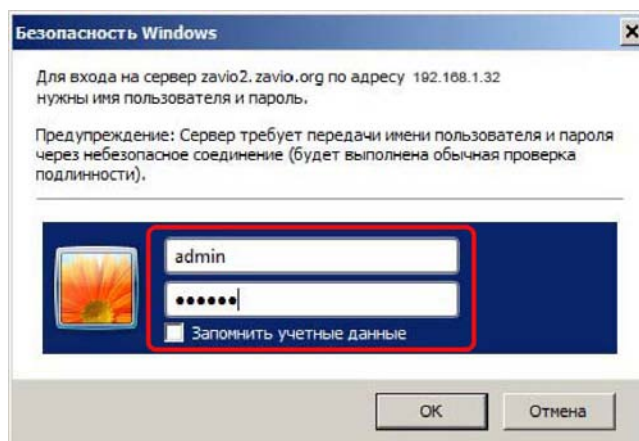 Безопасность Windows
Для входа на сервер zavio2.zavio.org по адресу 192.168.1.32
нужны имя пользователя и пароль.
Предупреждение: Сервер требует передачи имени пользователя и пароля
через небезопасное соединение (будет выполнена обычная проверка
подлинности).
admin
●●●●●●
Запомнить учетные данные
OK
Отмена